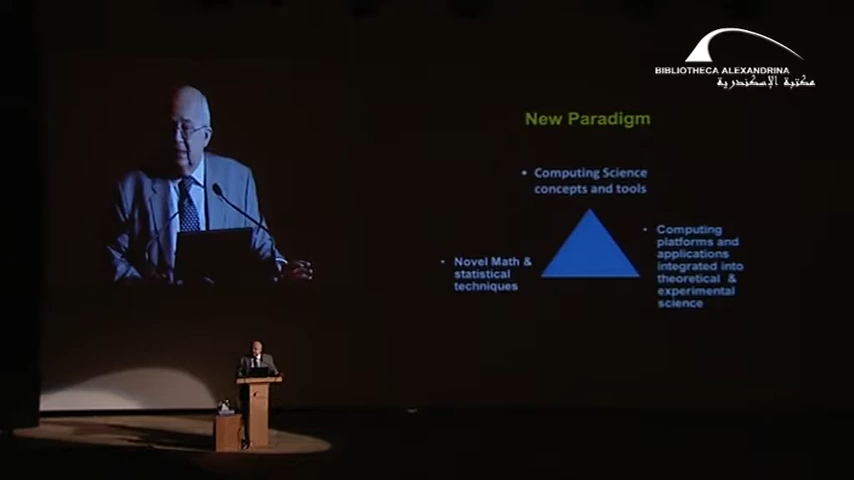 BIBLIOTHECA ALEXANDRINA
مكتبة الإسكندرية
New Paradigm
• Computing Science
concepts and tools
• Computing
platforms and
applications
integrated into
theoretical &
experimental
science
• Novel Math &
statistical
techniques